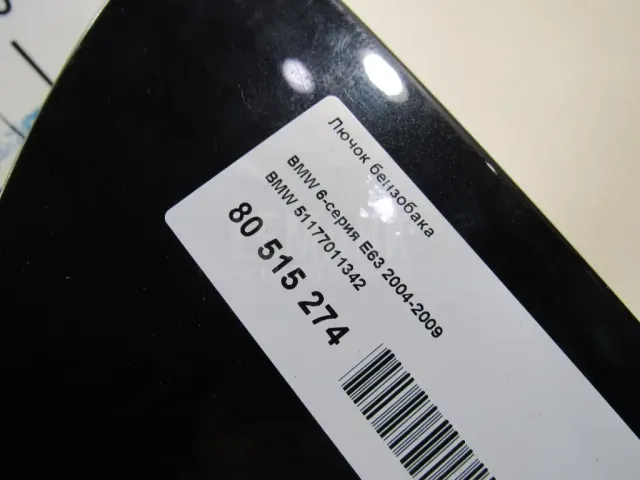 Лючок бензобака
BMW 6-серия E63 2004-2009
BMW 51177011342
80 515 274